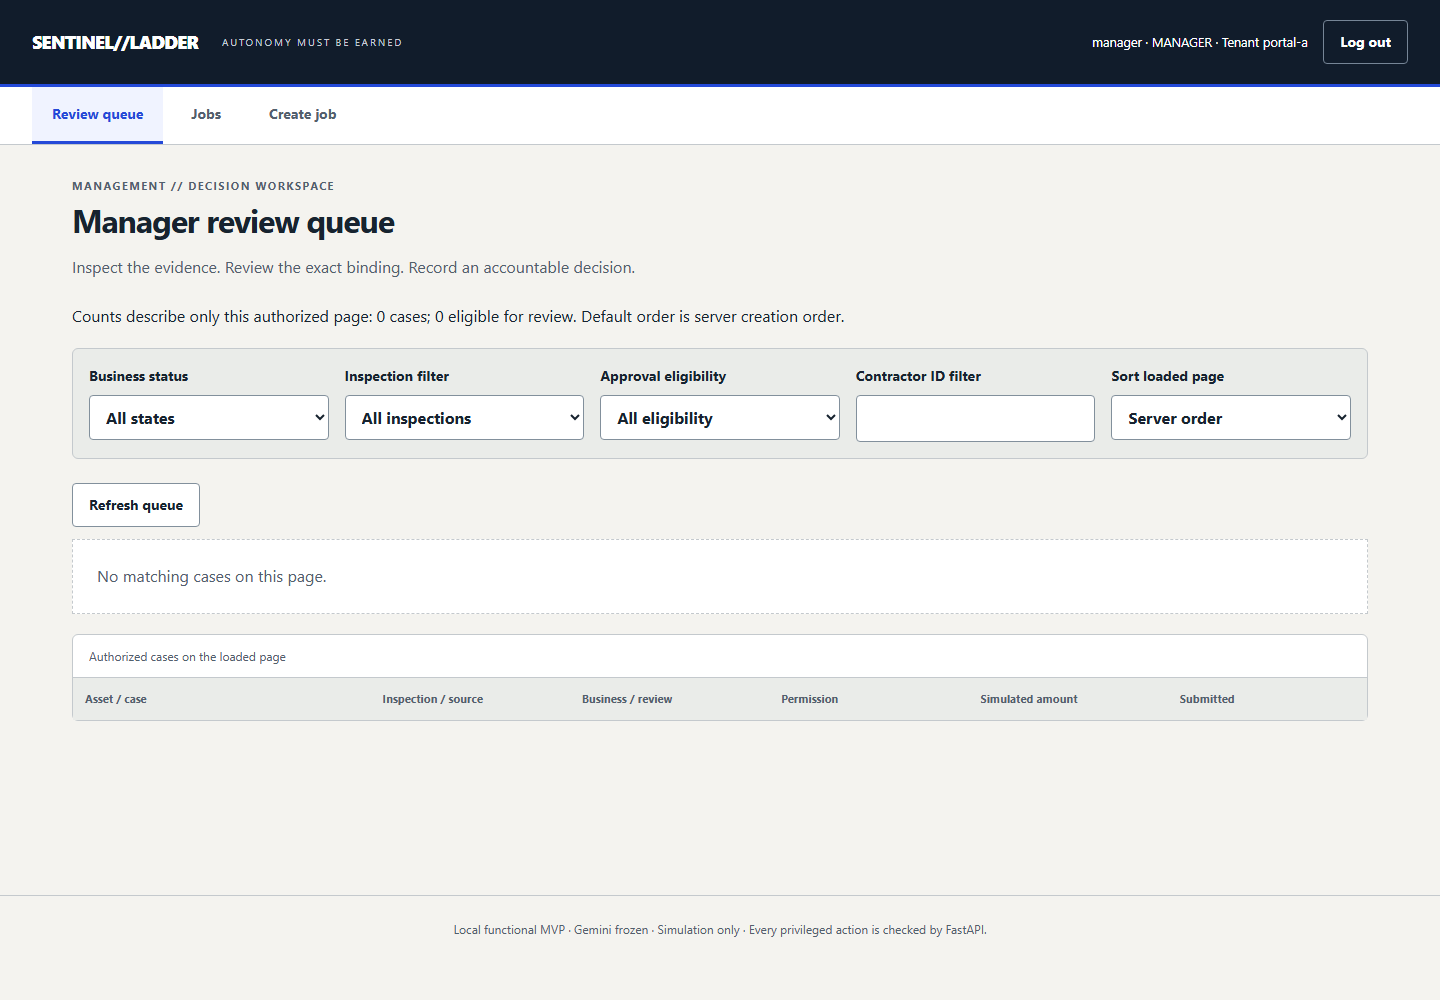 SENTINEL//LADDER AUTONOMY MUST BE EARNED manager · MANAGER · Tenant portal-a Log out
Review queue Jobs Create job
MANAGEMENT // DECISION WORKSPACE
Manager review queue
Inspect the evidence. Review the exact binding. Record an accountable decision.
Counts describe only this authorized page: 0 cases; 0 eligible for review. Default order is server creation order.
Business status Inspection filter Approval eligibility Contractor ID filter Sort loaded page
All states All inspections All eligibility Server order
Refresh queue
No matching cases on this page.
Authorized cases on the loaded page
Asset / case Inspection / source Business / review Permission Simulated amount Submitted
Local functional MVP · Gemini frozen · Simulation only · Every privileged action is checked by FastAPI.